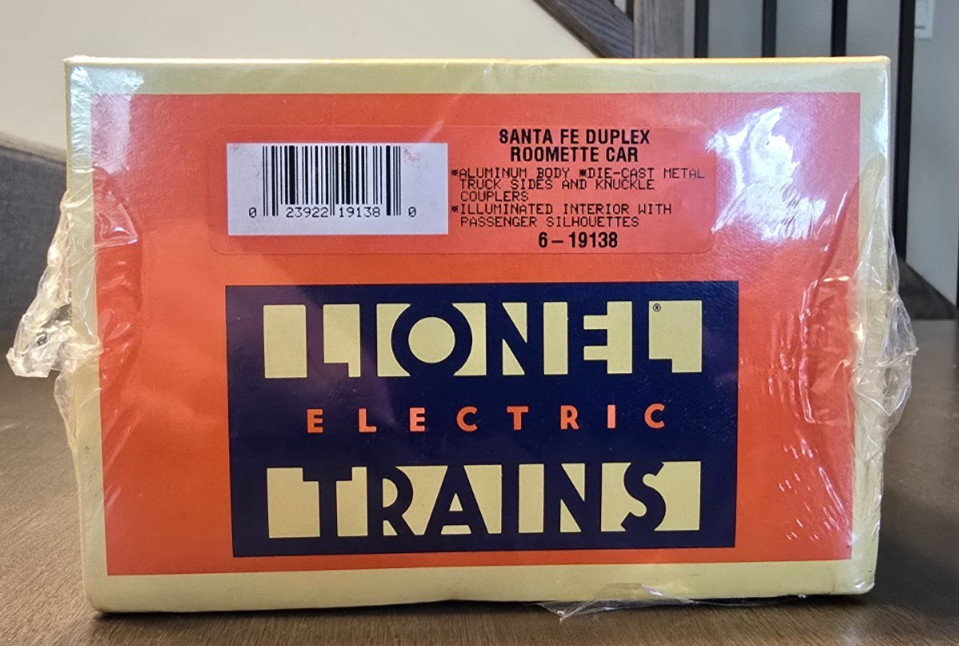 SANTA FE DUPLEX
ROOMETTE CAR
*ALUMINUM BODY *DIE-CAST METAL
TRUCK SIDES AND KNUCKLE
COUPLERS
*ILLUMINATED INTERIOR WITH
PASSENGER SILHOUETTES
6-19138
0 23922 19138 0
LIONEL®
ELECTRIC
TRAINS